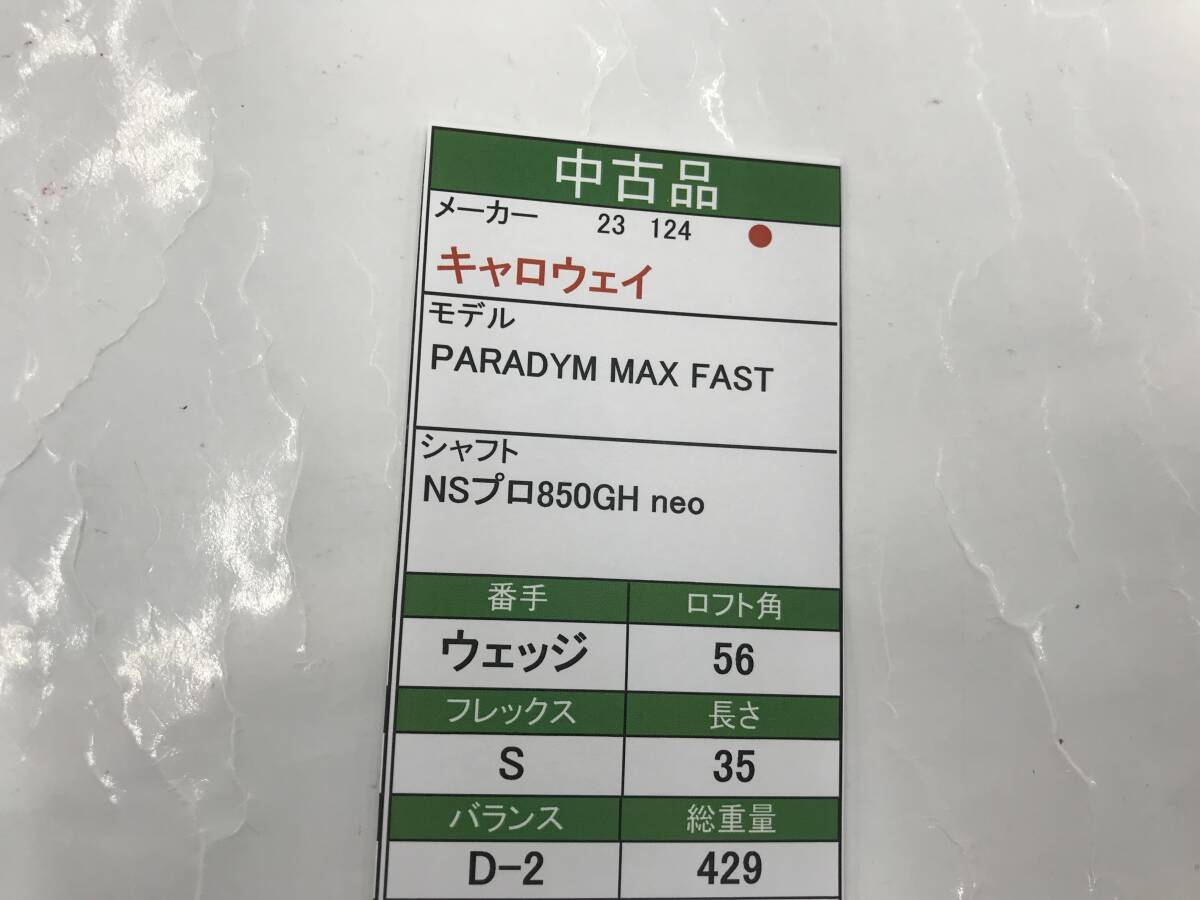 中古品
メーカー 23 124
キャロウェイ
モデル
PARADYM MAX FAST
シャフト
NSプロ850GH neo
番手 ロフト角
ウェッジ 56
フレックス 長さ
S 35
バランス 総重量
D-2 429